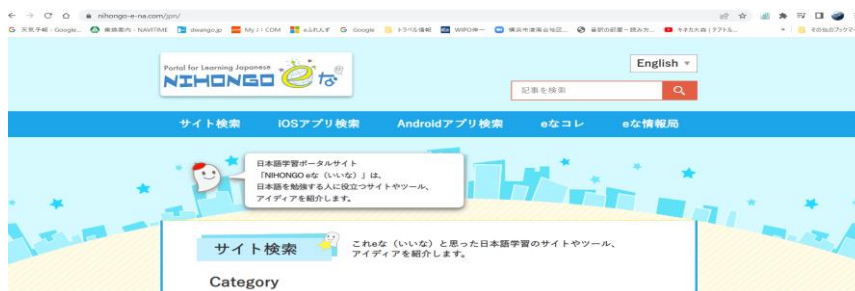 nihongo-e-na.com/jpn/
天気予報 - Google...
乗換案内 - NAVITIME
dwango.jp
My J:COM
eふれんず
Google
トラベル情報
横浜市港南台地区...
その他のブックマー
Portal for Learning Japanese
NIHONGO eな
English
記事を検索
サイト検索
iOSアプリ検索
Androidアプリ検索
eなコレ
eな情報局
日本語学習ポータルサイト
「NIHONGO eな（いいな）」は、
日本語を勉強する人に役立つサイトやツール、
アイディアを紹介します。
サイト検索
これeな（いいな）と思った日本語学習のサイトやツール、
アイディアを紹介します。
Category